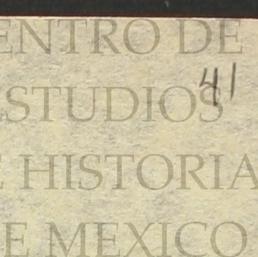 ENTRO DE
41
STUDIOS
E HISTORIA
E MEXICO